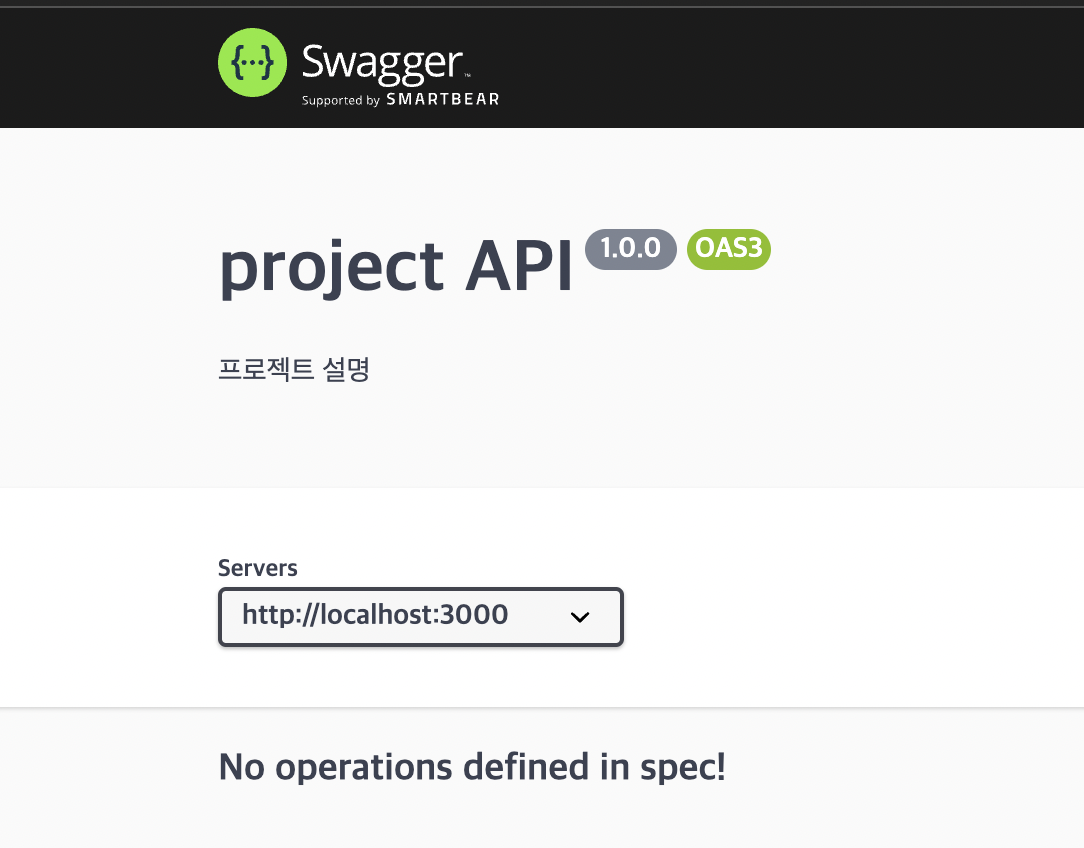 {···} Swagger™
Supported by SMARTBEAR
project API 1.0.0 OAS3
프로젝트 설명
Servers
http://localhost:3000
No operations defined in spec!